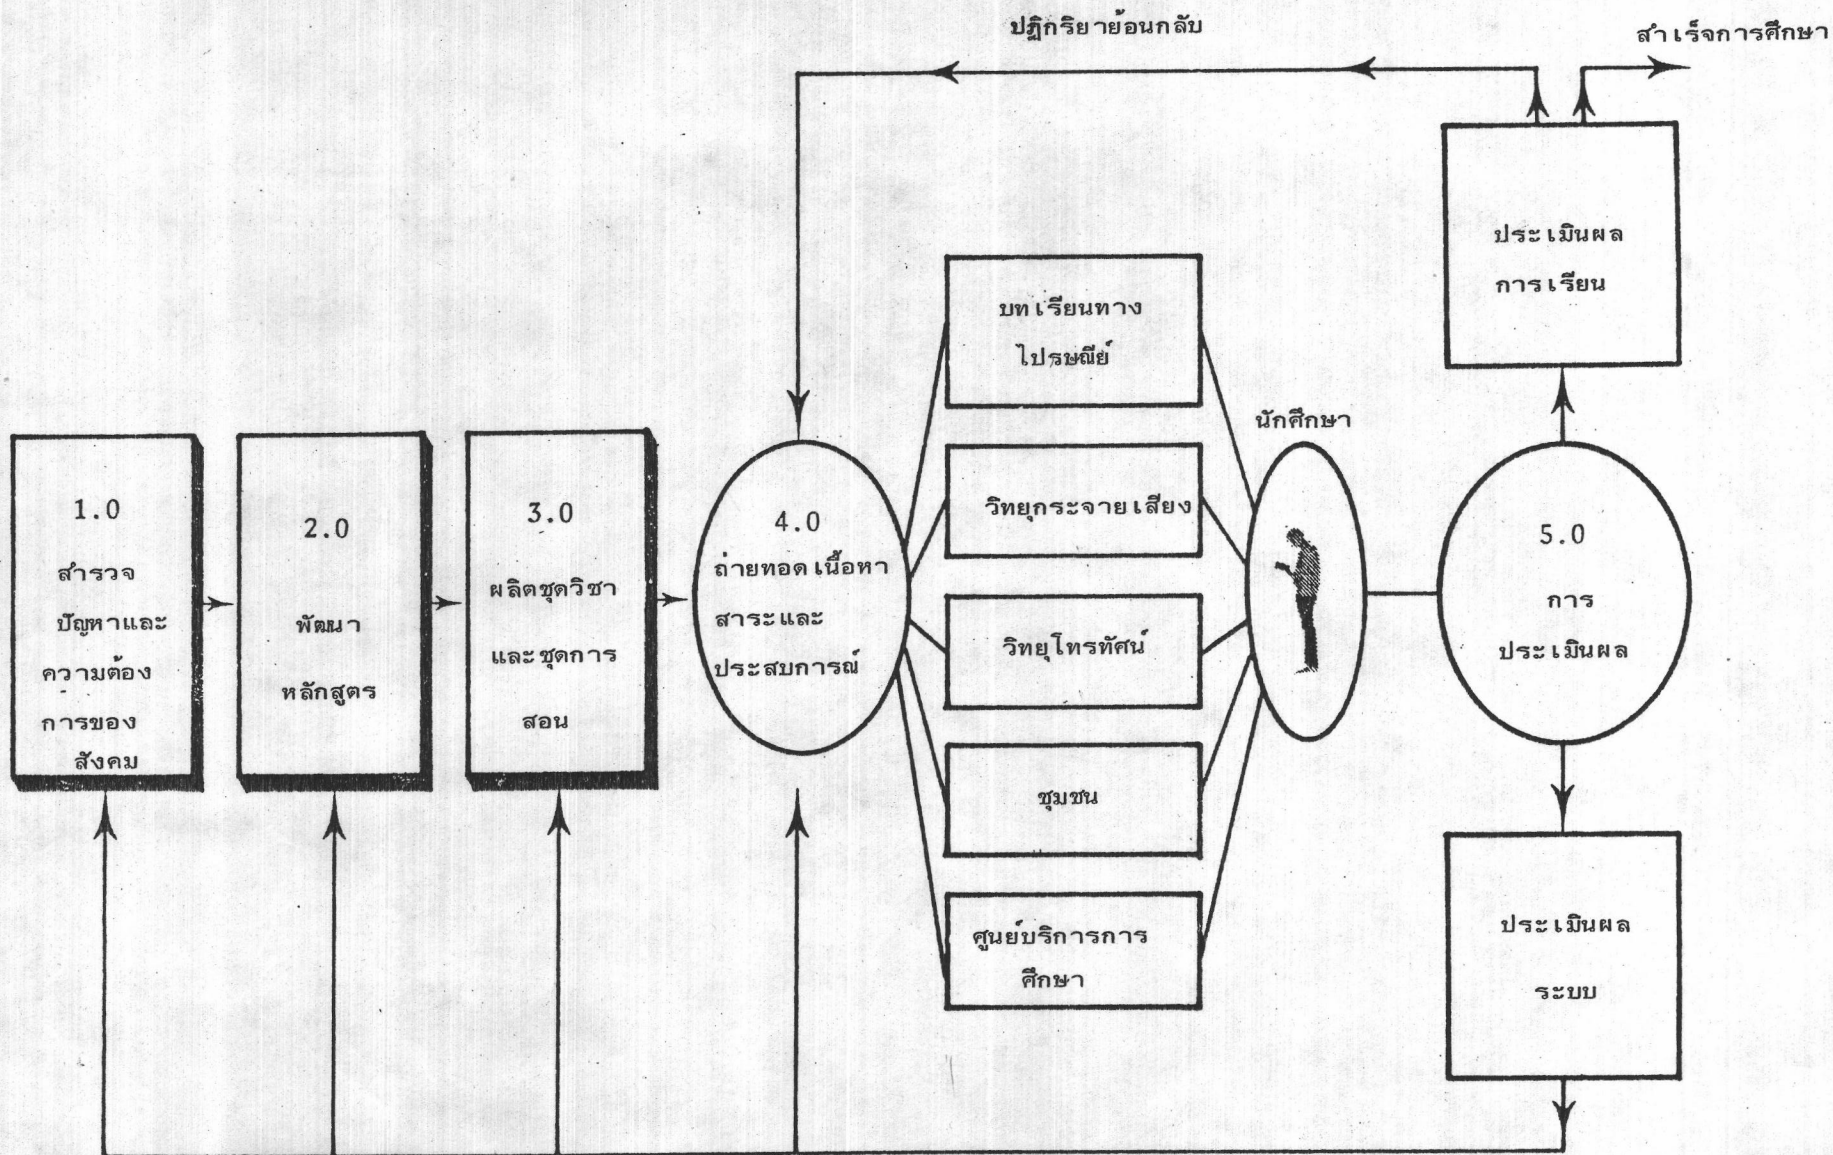 ปฏิกริยาย้อนกลับ
สำเร็จการศึกษา
1.0
สำรวจ
ปัญหาและ
ความต้อง
การของ
สังคม
2.0
พัฒนา
หลักสูตร
3.0
ผลิตชุดวิชา
และชุดการ
สอน
4.0
ถ่ายทอดเนื้อหา
สาระและ
ประสบการณ์
บทเรียนทาง
ไปรษณีย์
วิทยุกระจายเสียง
วิทยุโทรทัศน์
ชุมชน
ศูนย์บริการการ
ศึกษา
นักศึกษา
5.0
การ
ประเมินผล
ประเมินผล
การเรียน
ประเมินผล
ระบบ